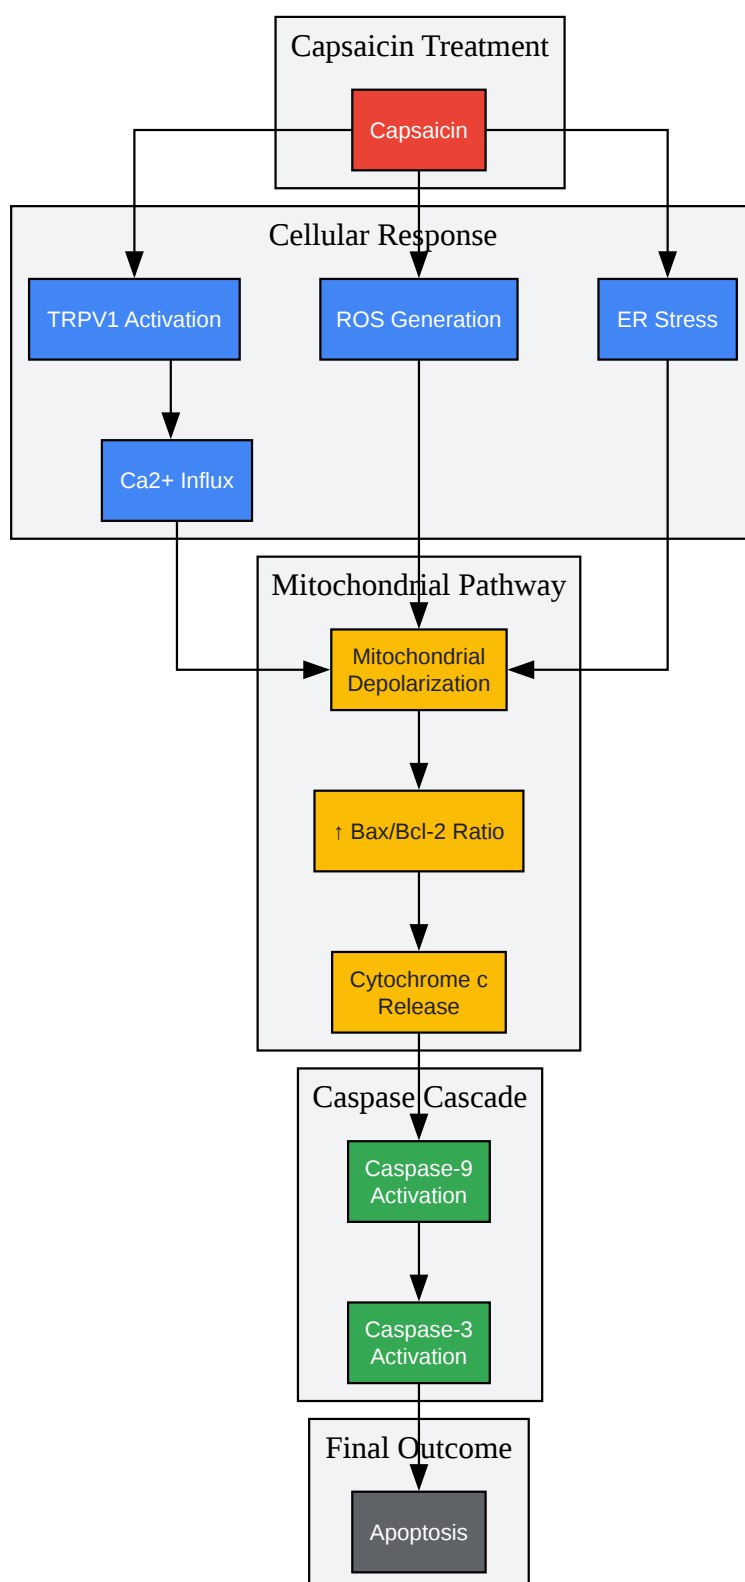 Capsaicin Treatment
Capsaicin
Cellular Response
TRPV1 Activation
ROS Generation
ER Stress
Ca2+ Influx
Mitochondrial Pathway
Mitochondrial
Depolarization
↑ Bax/Bcl-2 Ratio
Cytochrome c
Release
Caspase Cascade
Caspase-9
Activation
Caspase-3
Activation
Final Outcome
Apoptosis